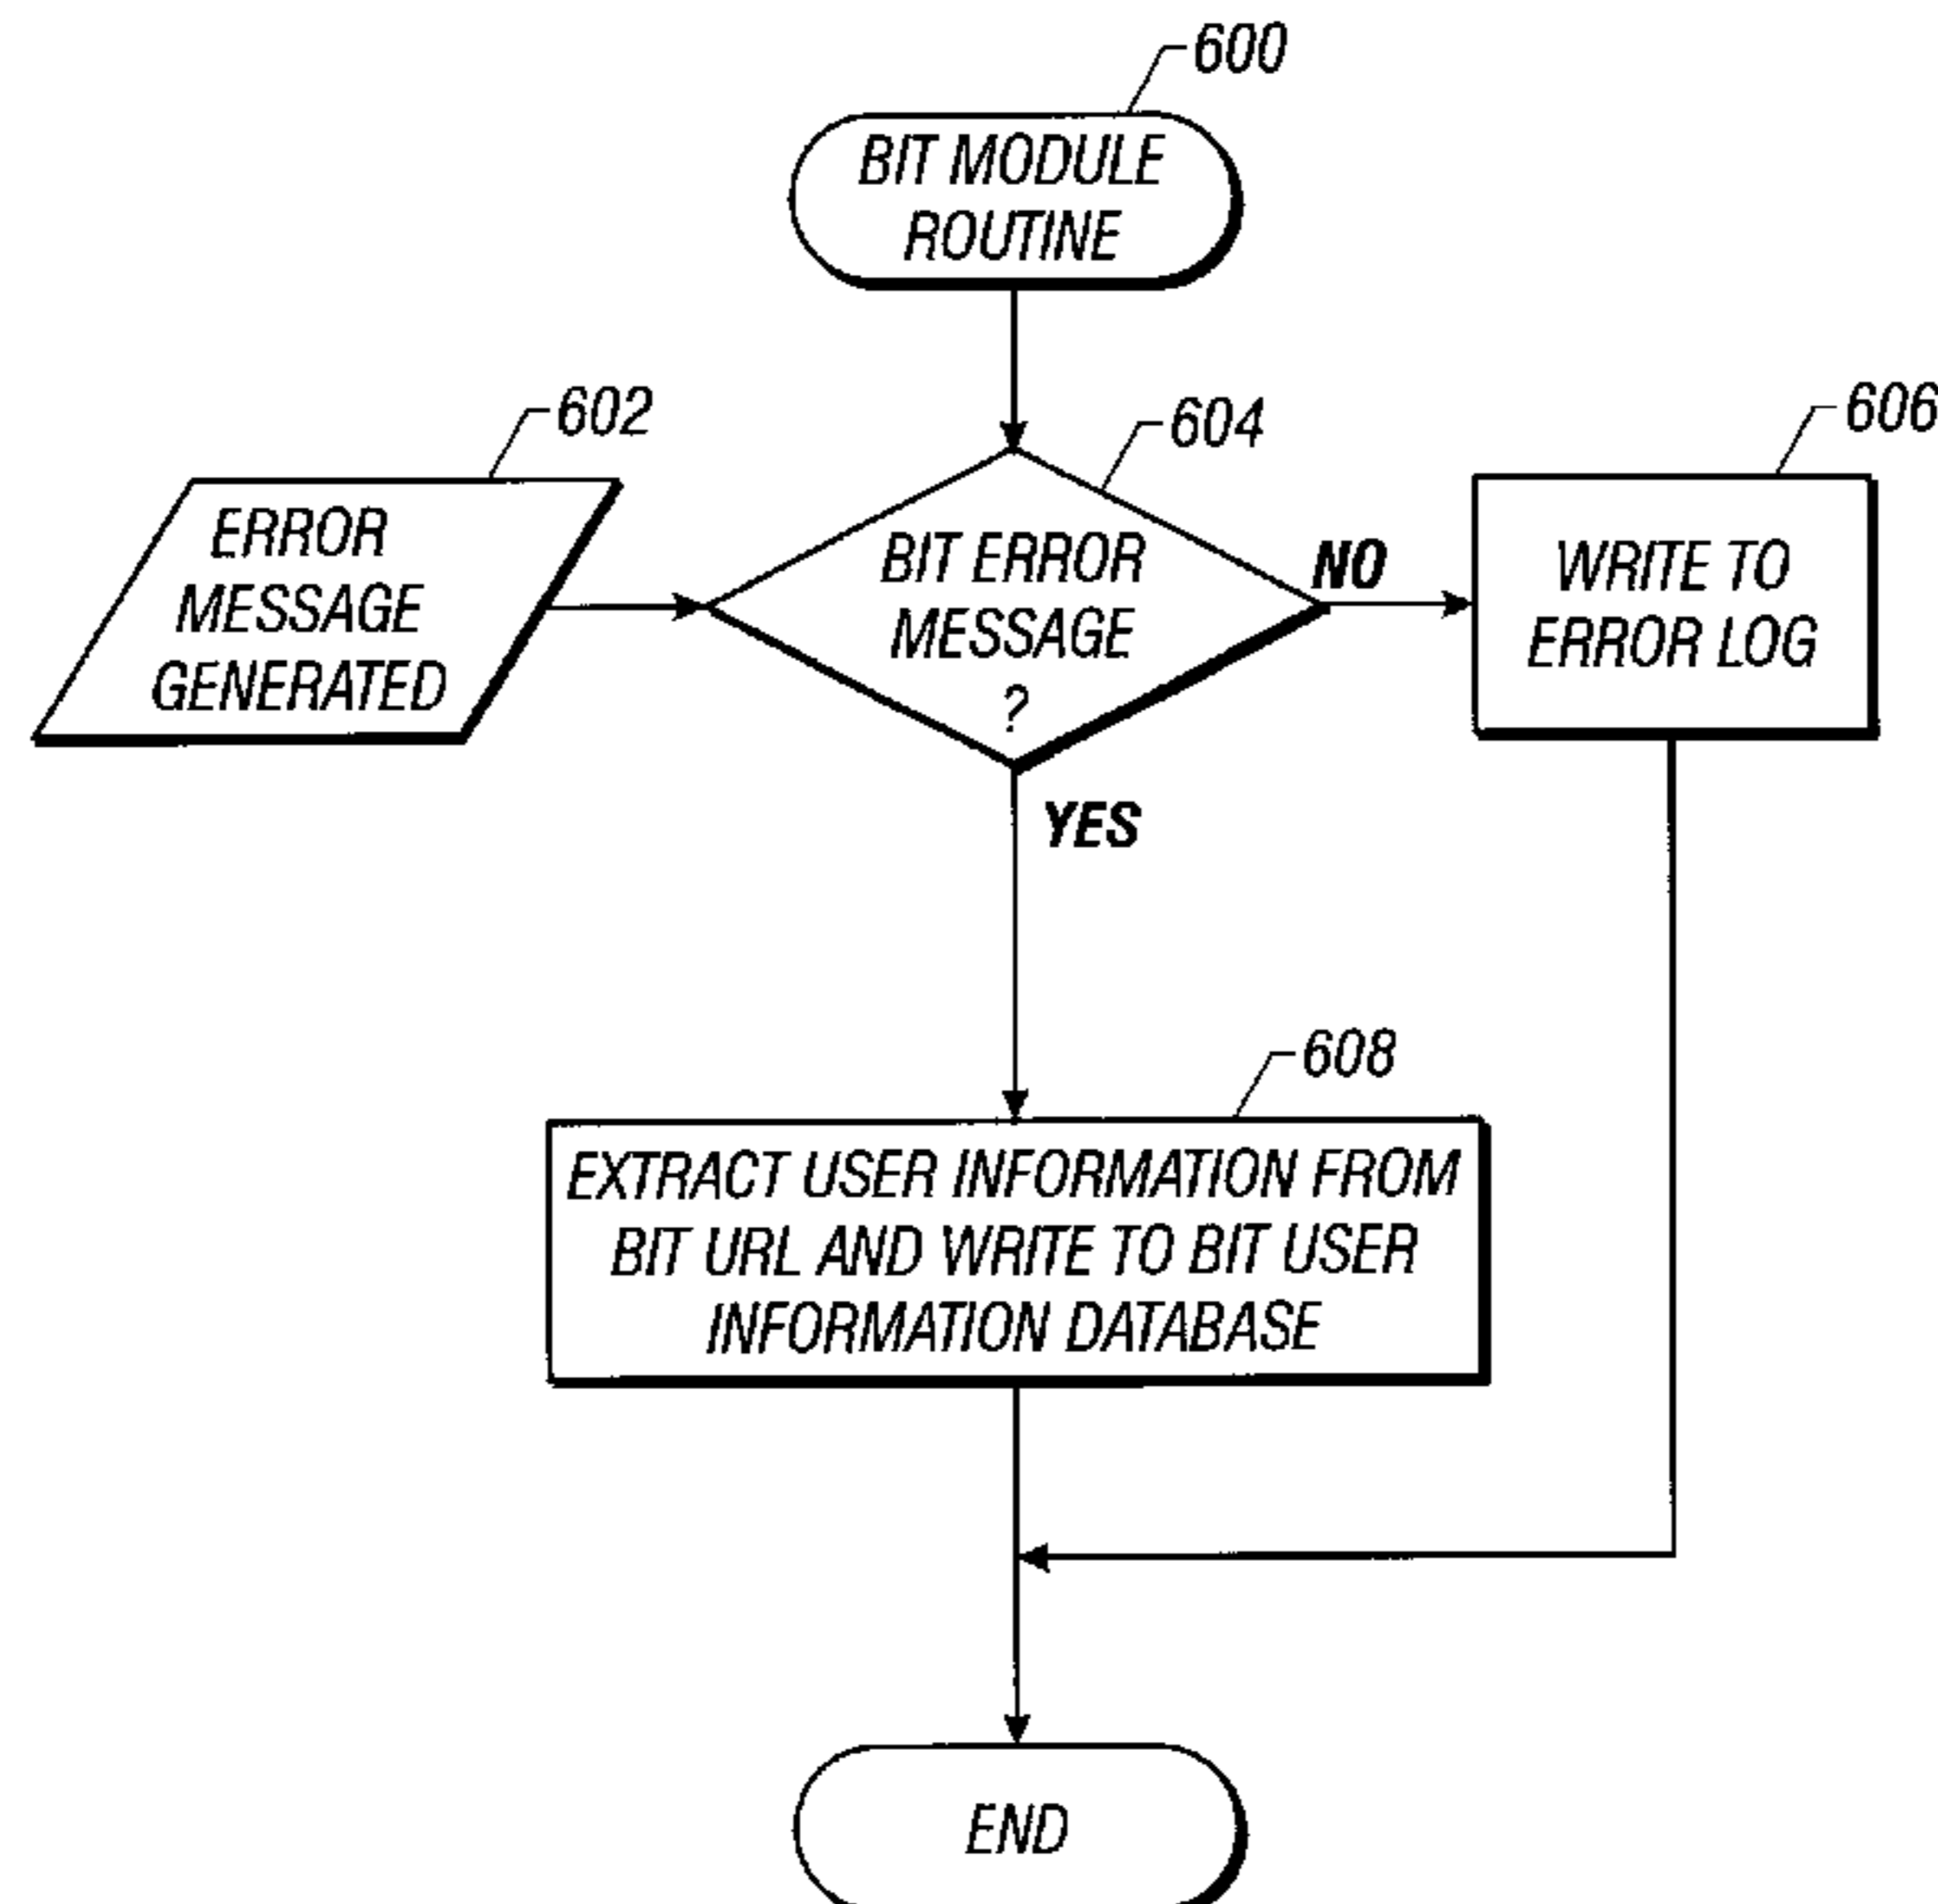 600
BIT MODULE
ROUTINE
602
ERROR
MESSAGE
GENERATED
604
BIT ERROR
MESSAGE
?
NO
606
WRITE TO
ERROR LOG
YES
608
EXTRACT USER INFORMATION FROM
BIT URL AND WRITE TO BIT USER
INFORMATION DATABASE
END